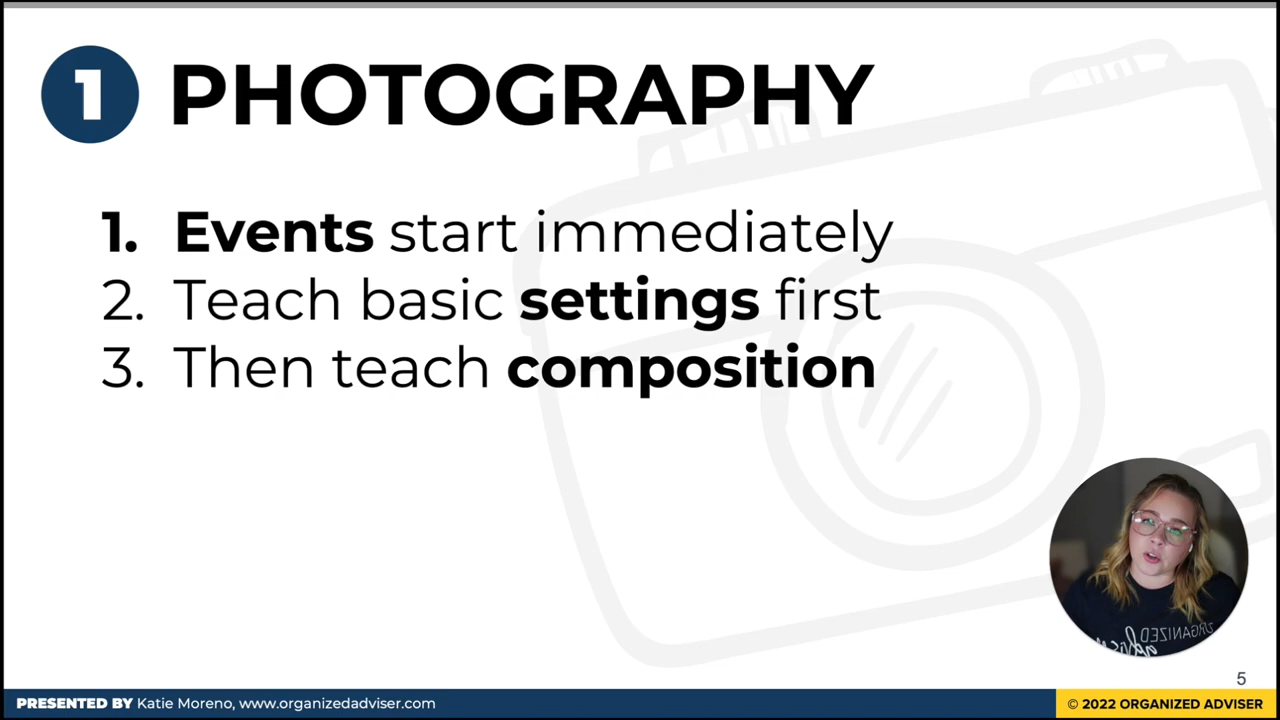 1 PHOTOGRAPHY
1. Events start immediately
2. Teach basic settings first
3. Then teach composition
ORGANIZED
5
PRESENTED BY Katie Moreno, www.organizedadviser.com
© 2022 ORGANIZED ADVISER